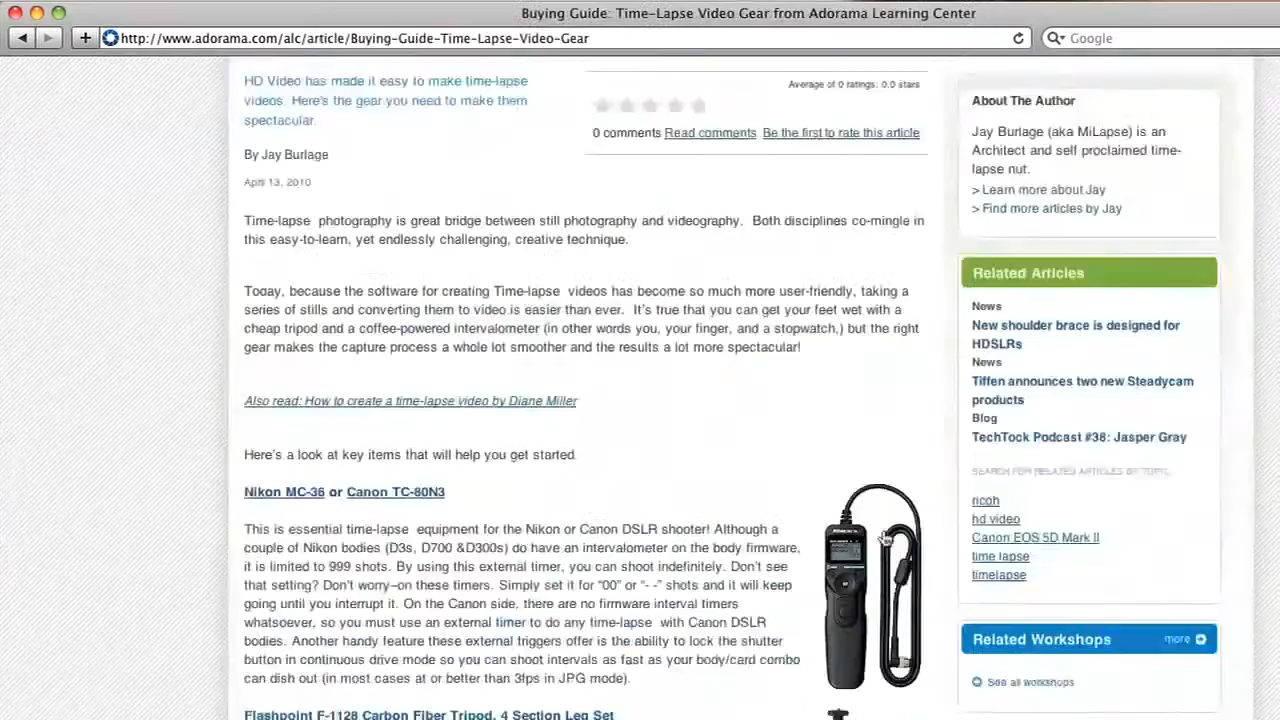 Buying Guide: Time-Lapse Video Gear from Adorama Learning Center
http://www.adorama.com/alc/article/Buying-Guide-Time-Lapse-Video-Gear
Google
HD Video has made it easy to make time-lapse
videos. Here's the gear you need to make them
spectacular.
By Jay Burlage
April 13, 2010
Average of 0 ratings: 0.0 stars
0 comments Read comments Be the first to rate this article
Time-lapse photography is great bridge between still photography and videography. Both disciplines co-mingle in
this easy-to-learn, yet endlessly challenging, creative technique.
Today, because the software for creating Time-lapse videos has become so much more user-friendly, taking a
series of stills and converting them to video is easier than ever. It's true that you can get your feet wet with a
cheap tripod and a coffee-powered intervalometer (in other words you, your finger, and a stopwatch,) but the right
gear makes the capture process a whole lot smoother and the results a lot more spectacular!
Also read: How to create a time-lapse video by Diane Miller
Here's a look at key items that will help you get started.
Nikon MC-36 or Canon TC-80N3
This is essential time-lapse equipment for the Nikon or Canon DSLR shooter! Although a
couple of Nikon bodies (D3s, D700 &D300s) do have an intervalometer on the body firmware,
it is limited to 999 shots. By using this external timer, you can shoot indefinitely. Don't see
that setting? Don't worry–on these timers. Simply set it for “00” or “- -” shots and it will keep
going until you interrupt it. On the Canon side, there are no firmware interval timers
whatsoever, so you must use an external timer to do any time-lapse with Canon DSLR
bodies. Another handy feature these external triggers offer is the ability to lock the shutter
button in continuous drive mode so you can shoot intervals as fast as your body/card combo
can dish out (in most cases at or better than 3fps in JPG mode).
Flashpoint F-1128 Carbon Fiber Tripod, 4 Section Leg Set
About The Author
Jay Burlage (aka MiLapse) is an
Architect and self proclaimed time-
lapse nut.
> Learn more about Jay
> Find more articles by Jay
Related Articles
News
New shoulder brace is designed for
HDSLRs
News
Tiffen announces two new Steadycam
products
Blog
TechTock Podcast #38: Jasper Gray
SEARCH FOR RELATED ARTICLES BY TOPIC
ricoh
hd video
Canon EOS 5D Mark II
time lapse
timelapse
Related Workshops
more
See all workshops